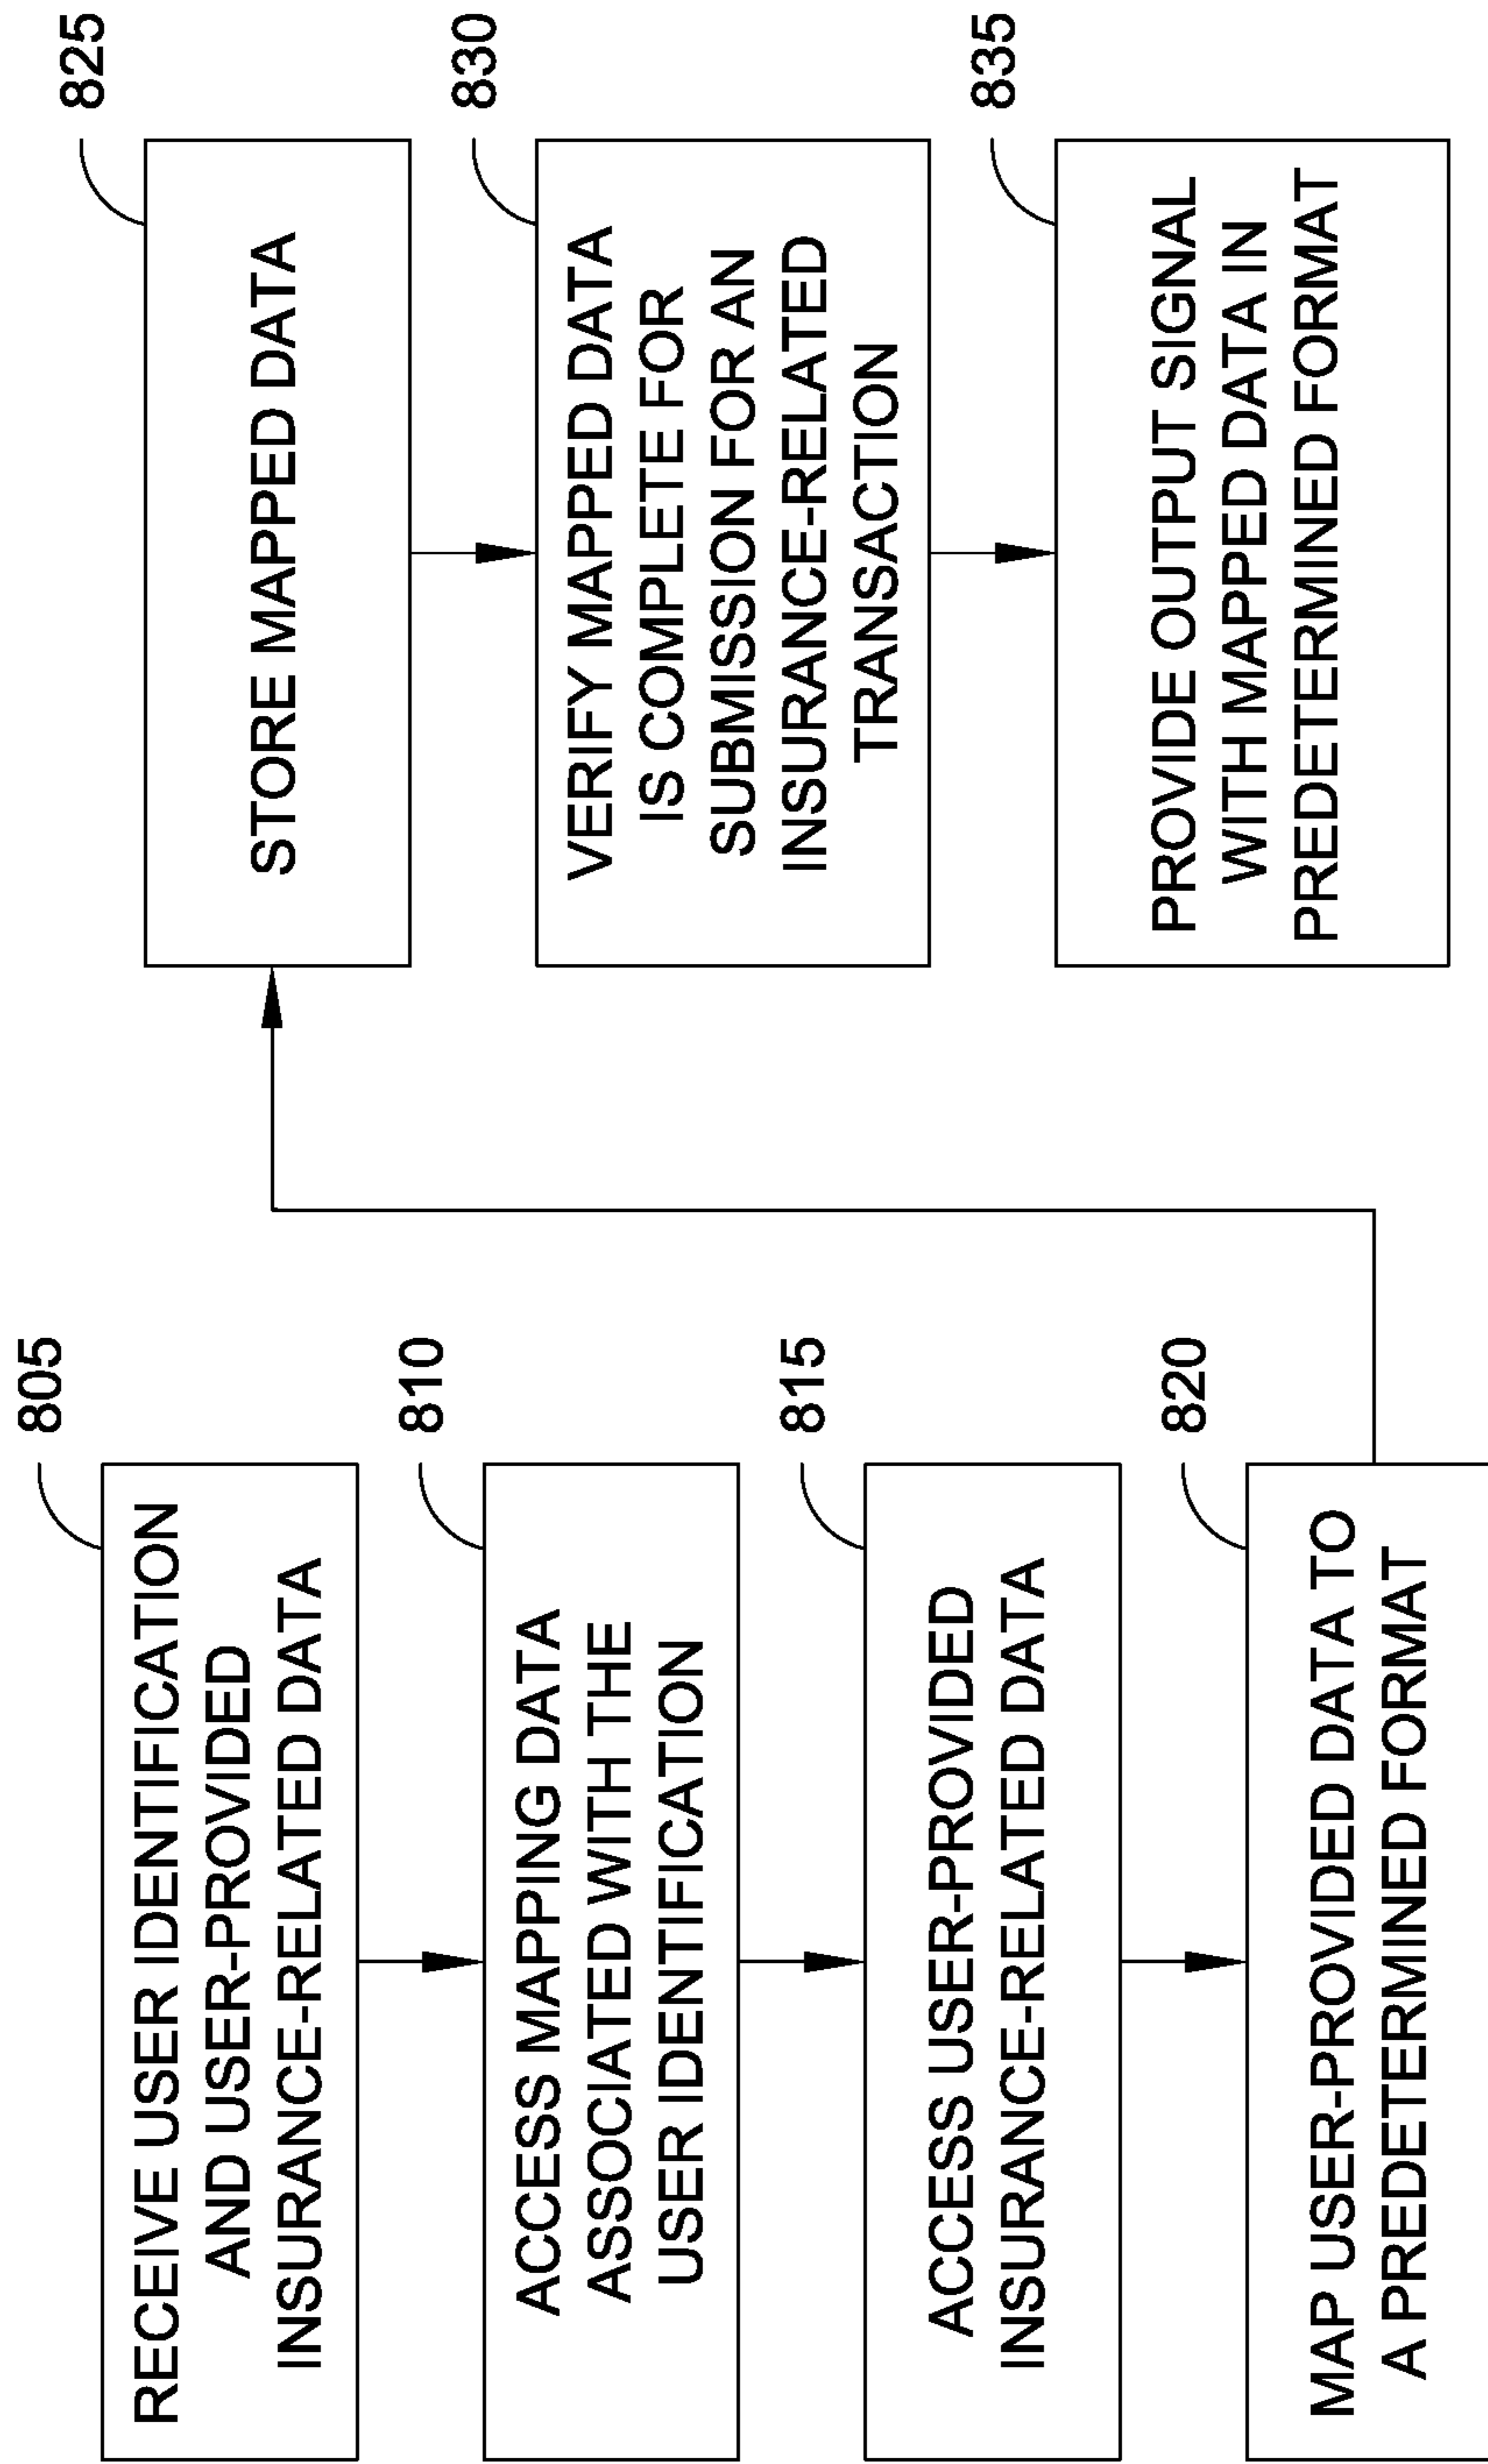 805
RECEIVE USER IDENTIFICATION
AND USER-PROVIDED
INSURANCE-RELATED DATA
810
ACCESS MAPPING DATA
ASSOCIATED WITH THE
USER IDENTIFICATION
815
ACCESS USER-PROVIDED
INSURANCE-RELATED DATA
820
MAP USER-PROVIDED DATA TO
A PREDETERMINED FORMAT
825
STORE MAPPED DATA
830
VERIFY MAPPED DATA
IS COMPLETE FOR
SUBMISSION FOR AN
INSURANCE-RELATED
TRANSACTION
835
PROVIDE OUTPUT SIGNAL
WITH MAPPED DATA IN
PREDETERMINED FORMAT